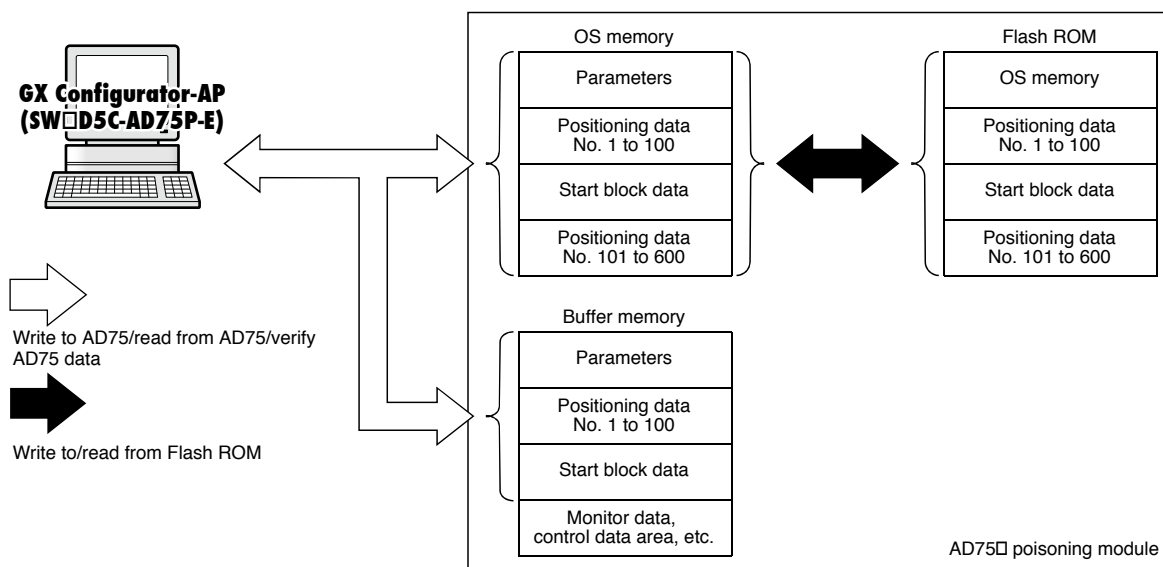 GX Configurator-AP
(SW□D5C-AD75P-E)
Write to AD75/read from AD75/verify
AD75 data
Write to/read from Flash ROM
OS memory
Parameters
Positioning data
No. 1 to 100
Start block data
Positioning data
No. 101 to 600
Buffer memory
Parameters
Positioning data
No. 1 to 100
Start block data
Monitor data,
control data area, etc.
Flash ROM
OS memory
Positioning data
No. 1 to 100
Start block data
Positioning data
No. 101 to 600
AD75□ poisoning module